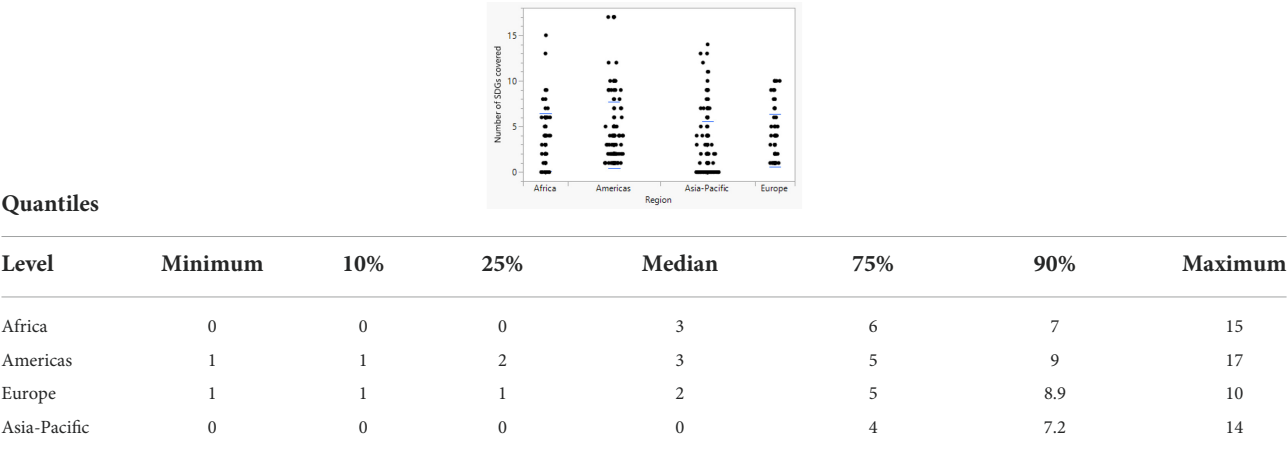 15
10
5
0
Number of SDGs covered
Africa Americas Asia-Pacific Europe
Region
Quantiles
Level Minimum 10% 25% Median 75% 90% Maximum
Africa 0 0 0 3 6 7 15
Americas 1 1 2 3 5 9 17
Europe 1 1 1 2 5 8.9 10
Asia-Pacific 0 0 0 0 4 7.2 14